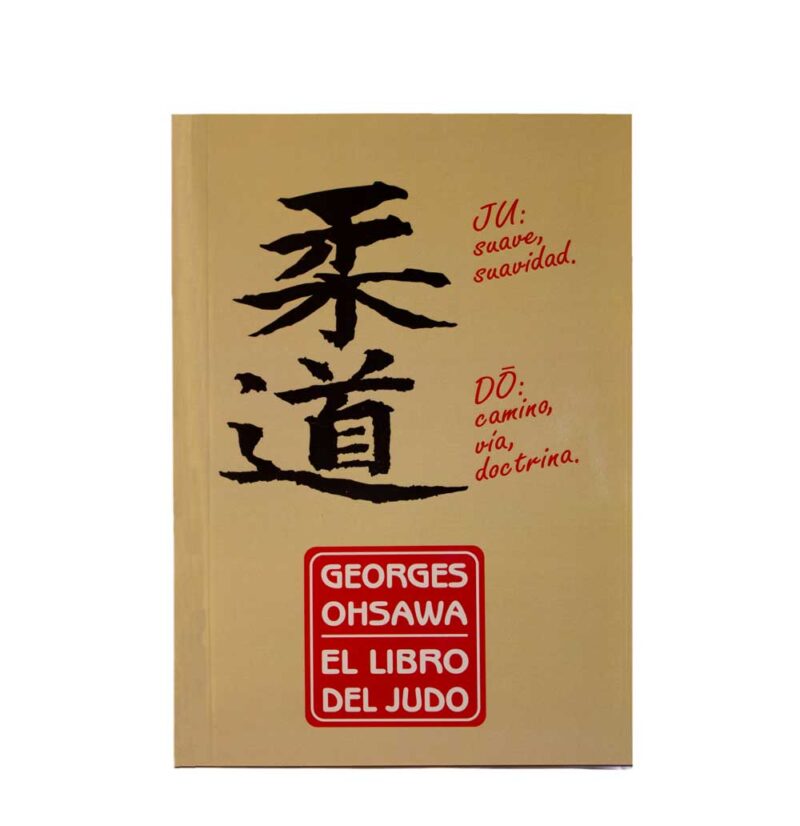 柔
道
JU:
suave,
suavidad.
DŌ:
camino,
vía,
doctrina.
GEORGES
OHSAWA
EL LIBRO
DEL JUDO